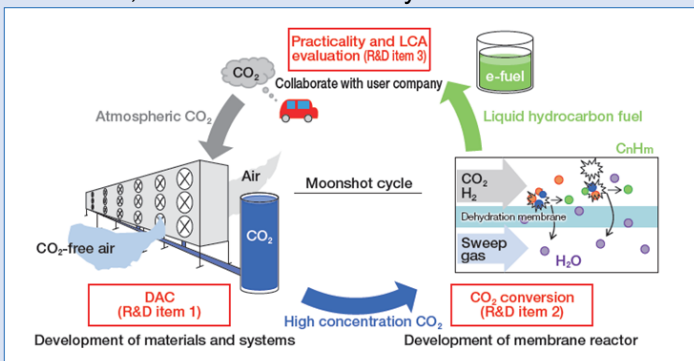 Practicality and LCA
evaluation (R&D item 3)
CO2
Collaborate with user company
e-fuel
Atmospheric CO2
Liquid hydrocarbon fuel
CnHm
Air
Moonshot cycle
CO2
H2
Dehydration membrane
CO2
CO2-free air
Sweep
gas
H2O
DAC
(R&D item 1)
CO2 conversion
(R&D item 2)
High concentration CO2
Development of materials and systems
Development of membrane reactor